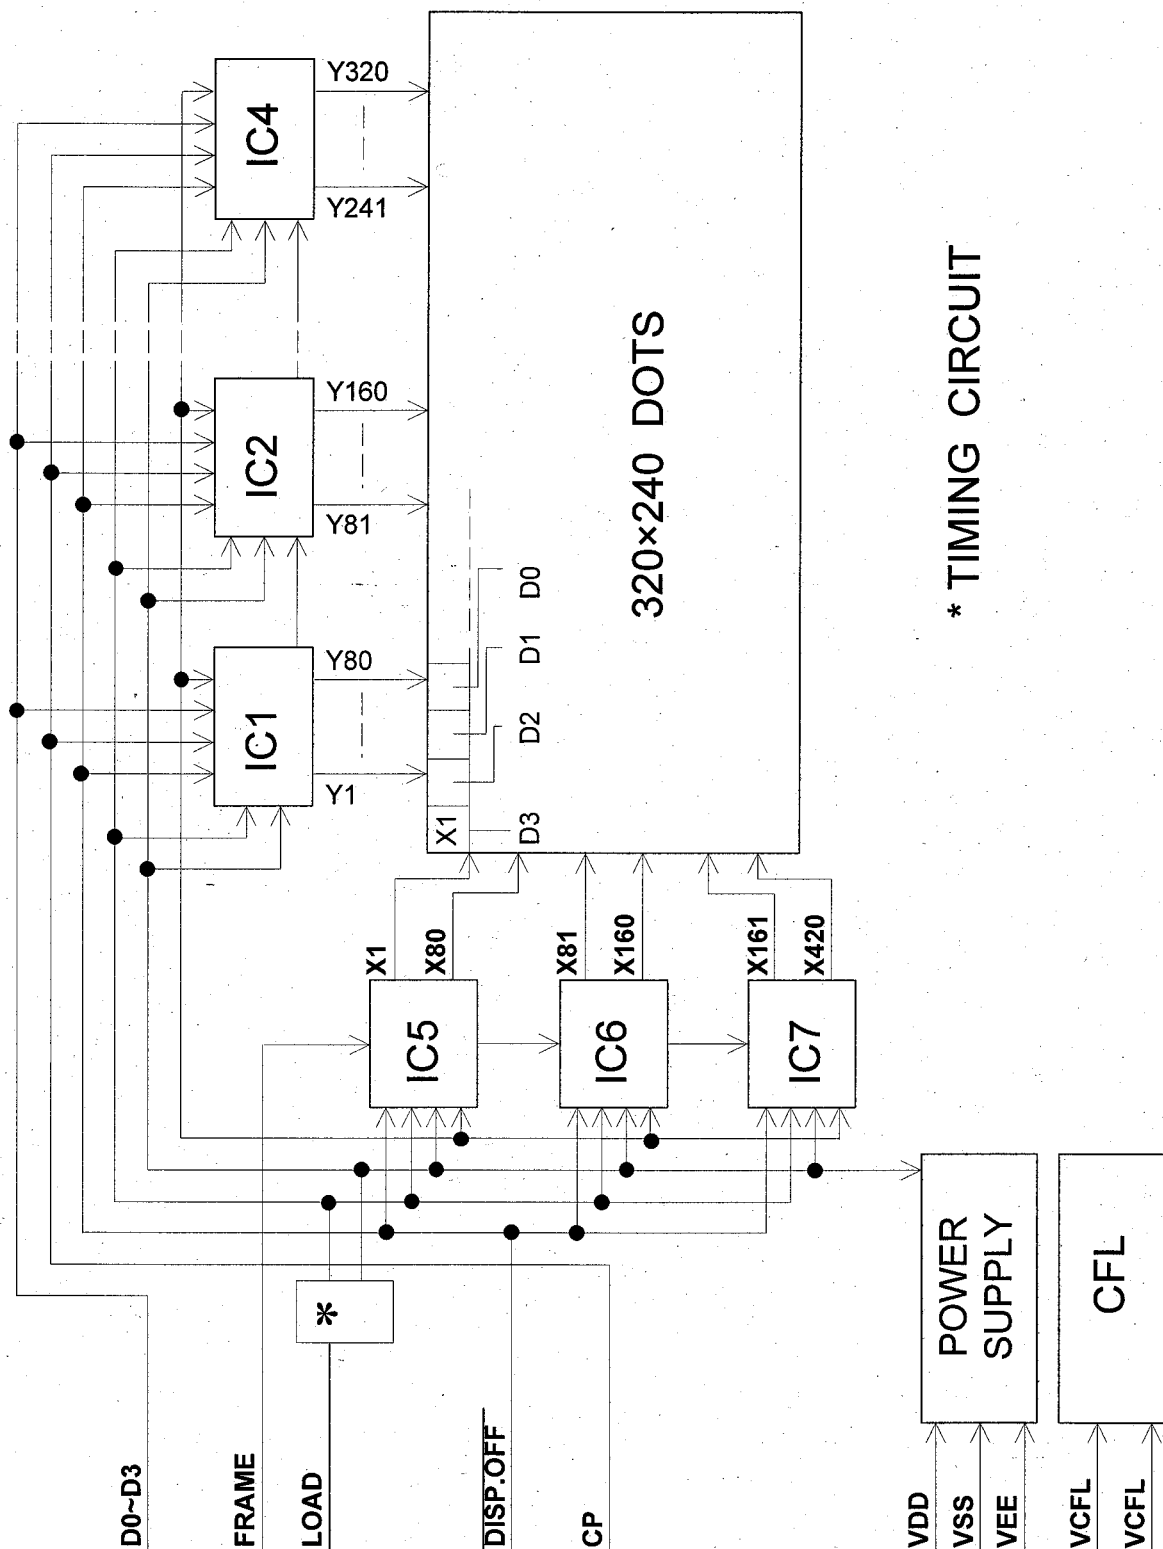 Y320
IC4
Y241
Y160
IC2
Y81
Y80
IC1
Y1
X1
D3
D2
D1
D0
320×240 DOTS
* TIMING CIRCUIT
X1
X80
X81
X160
X161
X420
IC5
IC6
IC7
*
POWER
SUPPLY
CFL
D0~D3
FRAME
LOAD
DISP.OFF
CP
VDD
VSS
VEE
VCFL
VCFL